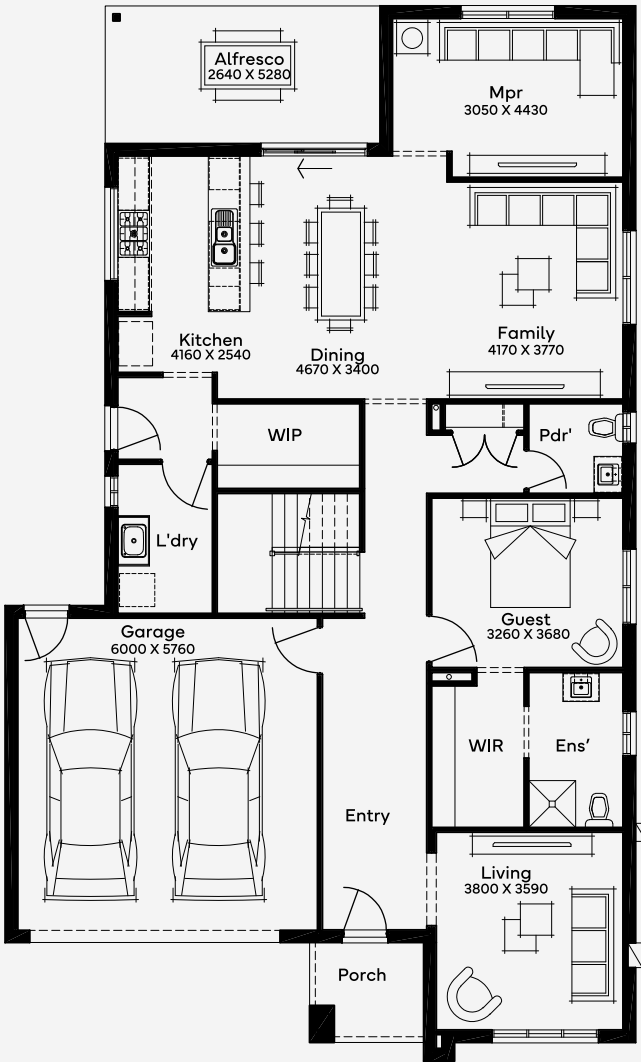 Alfresco
2640 X 5280
Mpr
3050 X 4430
Kitchen
4160 X 2540
Dining
4670 X 3400
Family
4170 X 3770
WIP
Pdr'
L'dry
Guest
3260 X 3680
Garage
6000 X 5760
WIR
Ens'
Entry
Living
3800 X 3590
Porch